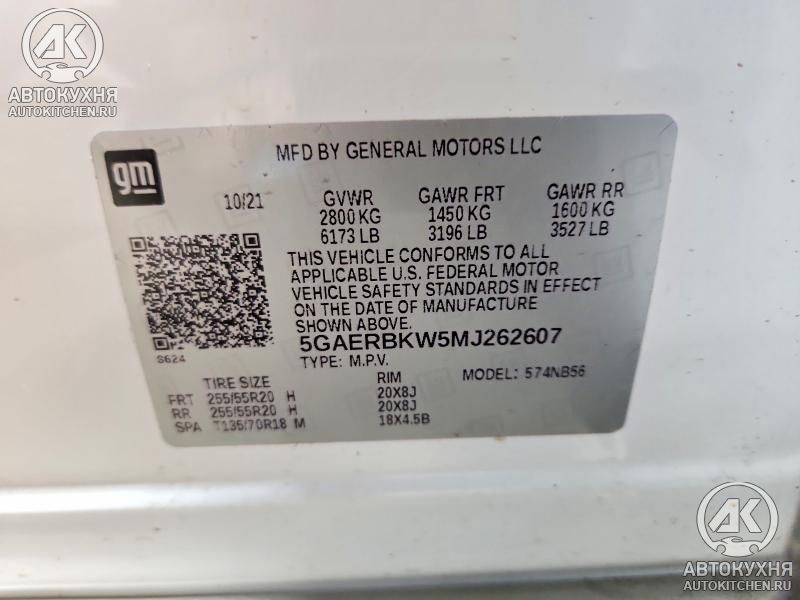 AK
АВТОКУХНЯ
AUTOKITCHEN.RU
gm
MFD BY GENERAL MOTORS LLC
10/21 GVWR GAWR FRT GAWR RR
2800 KG 1450 KG 1600 KG
6173 LB 3196 LB 3527 LB
THIS VEHICLE CONFORMS TO ALL
APPLICABLE U.S. FEDERAL MOTOR
VEHICLE SAFETY STANDARDS IN EFFECT
ON THE DATE OF MANUFACTURE
SHOWN ABOVE.
5GAERBKW5MJ262607
S624
TYPE: M.P.V.
TIRE SIZE RIM MODEL: 574NB56
FRT 255/55R20 H 20X8J
RR 255/55R20 H 20X8J
SPA T135/70R18 M 18X4.5B
AK
АВТОКУХНЯ
AUTOKITCHEN.RU